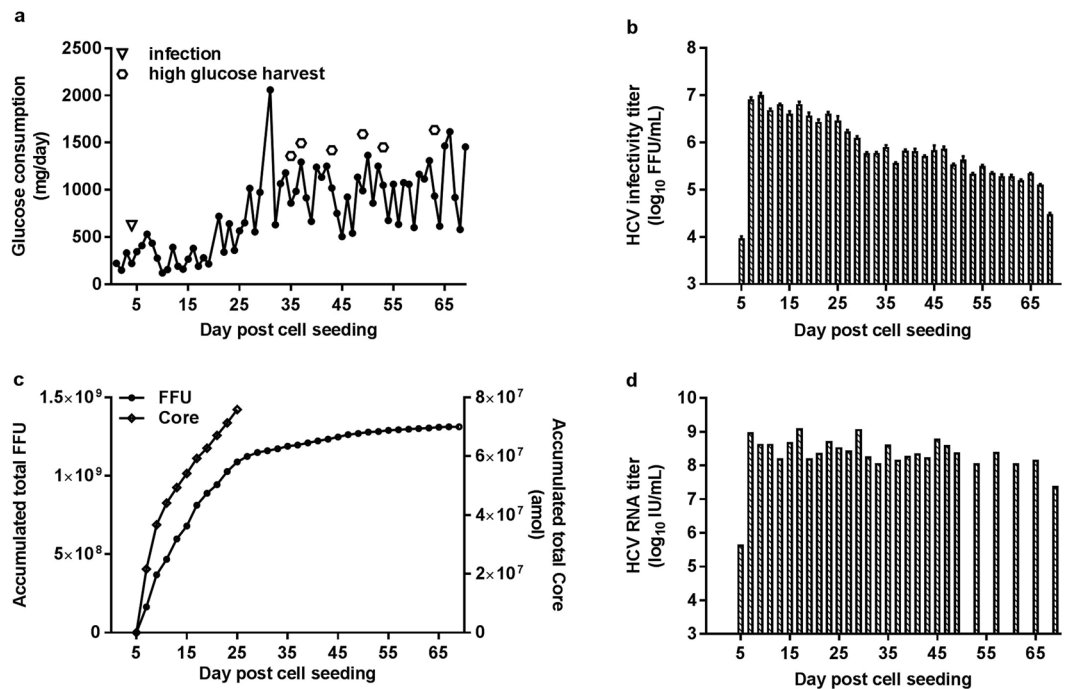 a
2500
2000
1500
1000
500
0
infection
high glucose harvest
Glucose consumption
(mg/day)
5 15 25 35 45 55 65
Day post cell seeding
b
8
7
6
5
4
3
HCV infectivity titer
(log10 FFU/mL)
5 15 25 35 45 55 65
Day post cell seeding
c
1.5×10⁹
1×10⁹
5×10⁸
0
FFU
Core
8×10⁷
6×10⁷
4×10⁷
2×10⁷
0
Accumulated total FFU
Accumulated total Core
(amol)
5 15 25 35 45 55 65
Day post cell seeding
d
10
9
8
7
6
5
4
3
HCV RNA titer
(log10 IU/mL)
5 15 25 35 45 55 65
Day post cell seeding